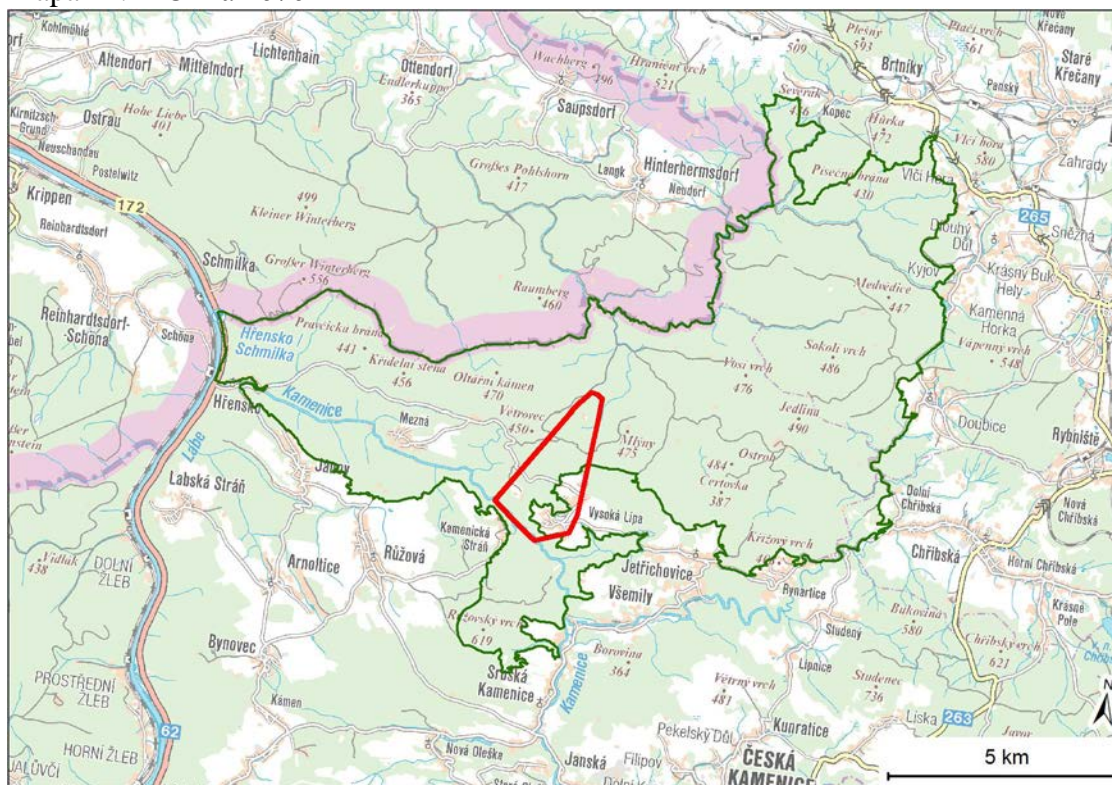 Kohlmühle
Altendorf
Mittelndorf
Lichtenhain
Ottendorf
Endlerkuppe
365
Wachberg
496
Hraniční vrch
521
509
Plešný
593
Ptačí vrch
561
Křečany
Staré
Křečany
Brtníky
Panský
Kirnitzsch-
Grund
Ostrau
Hohe Liebe
401
Neuschandau
Postelwitz
Saupsdorf
Kopec
Hůrka
472
Vlčí hora
580
Zahrady
Krippen
172
Großes Pohlshorn
417
Langk
Hinterhermsdorf
Neudorf
Písečná brána
430
Vlčí Hora
499
Kleiner Winterberg
Reinhardtsdorf
265
Dlouhý
Důl
Sněžná
Schmilka
Großer Winterberg
556
Kyjov
Krásný Buk
Hely
Raumberg
460
Medvědice
447
Kamenná
Horka
Reinhardtsdorf-
Schöna
Schöna
Hřensko /
Schmilka
Pravčická brána
441
Křídelní stěna
456
Oltářní kámen
470
Vosí vrch
476
Sokolí vrch
486
Vápenný vrch
548
Hřensko
Kamenice
Mezná
Větrovec
450
Mlýny
475
Jedlina
490
Doubice
Rybniště
Labe
Janov
Ostroh
484
Čertovka
387
Labská Stráň
Kamenická
Stráň
Vysoká Lípa
Dolní
Chřibská
Nová
Chřibská
Vidlák
438
DOLNÍ
ŽLEB
Arnoltice
Růžová
Křížový vrch
Jetřichovice
Chřibská
Horní Chřibská
Všemily
Rynartice
Růžovský vrch
619
Bynovec
Borovina
364
Studený
Bukovina
580
Krásné
Pole
Lipnice
Chřibský vrch
621
PROSTŘEDNÍ
ŽLEB
Kámen
Srbská
Kamenice
Kamenice
Větrný vrch
481
Studenec
736
N
Kunratice
Líska
263
62
HORNÍ ŽLEB
Nová Oleška
Filipov
Pekelský Důl
Janská
ČESKÁ
KAMENICE
Javor
5 km